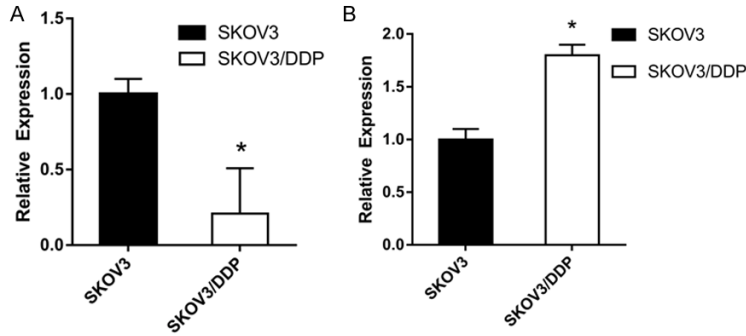 A
1.5
1.0
0.5
0.0
Relative Expression
SKOV3
SKOV3/DDP
*
SKOV3
SKOV3/DDP
B
2.0
1.5
1.0
0.5
0.0
Relative Expression
SKOV3
SKOV3/DDP
*
SKOV3
SKOV3/DDP